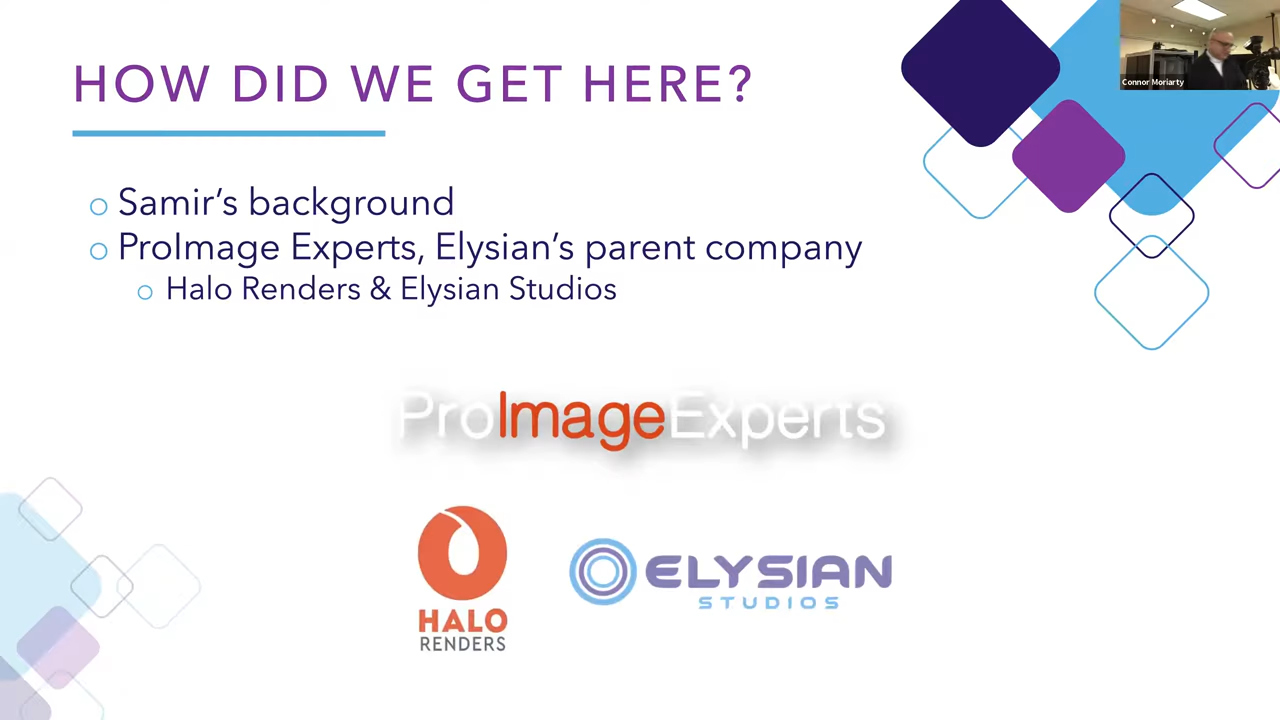 HOW DID WE GET HERE?
Connor Moriarty
Samir's background
ProImage Experts, Elysian's parent company
Halo Renders & Elysian Studios
ProImageExperts
HALO
RENDERS
ELYSIAN
STUDIOS